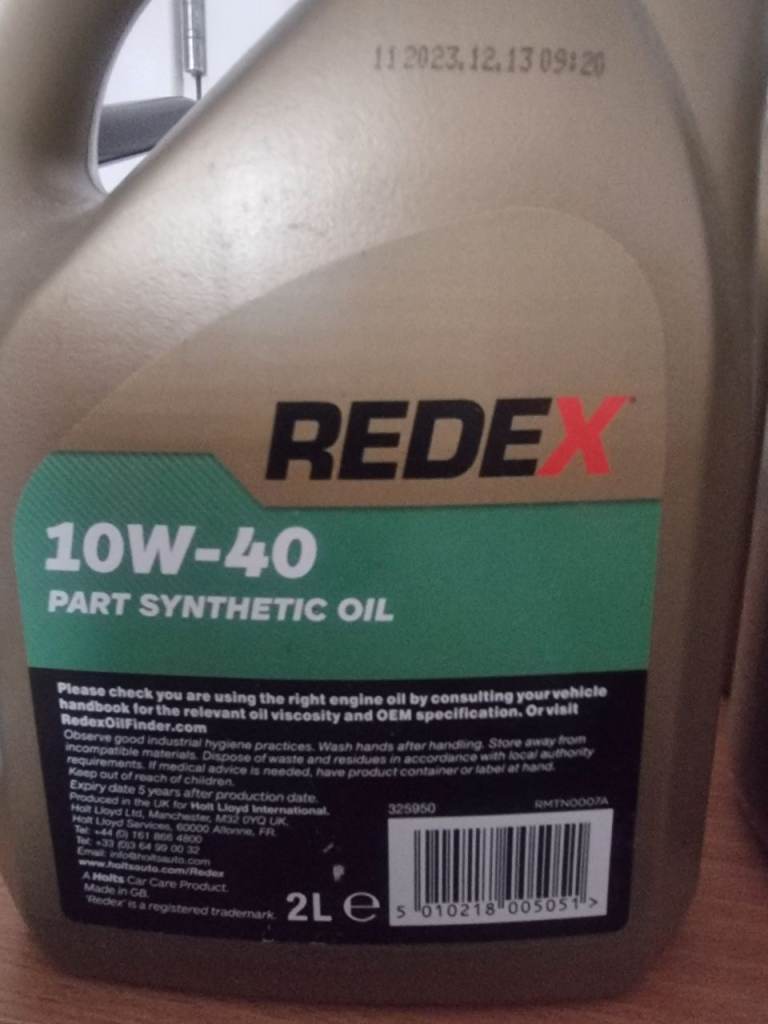 11 2023.12.13 09:20
REDEX
10W-40
PART SYNTHETIC OIL
Please check you are using the right engine oil by consulting your vehicle
handbook for the relevant oil viscosity and OEM specification. Or visit
RedexOilFinder.com
Observe good industrial hygiene practices. Wash hands after handling. Store away from
incompatible materials. Dispose of waste and residues in accordance with local authority
requirements. If medical advice is needed, have product container or label at hand.
Keep out of reach of children.
Expiry date 5 years after production date.
Produced in the UK for Holt Lloyd International.
Holt Lloyd Ltd, Manchester, M32 0YQ UK.
Holt Lloyd Services, 60000 Allonne, FR.
Tel: +44 (0) 161 866 4800
Tel: +33 (0)3 64 99 00 32
Email: info@holtsauto.com
www.holtsauto.com/Redex
A Holts Car Care Product.
Made in GB.
'Redex' is a registered trademark.
2L e
325950
RMTN0007A
5 010218 005051 >